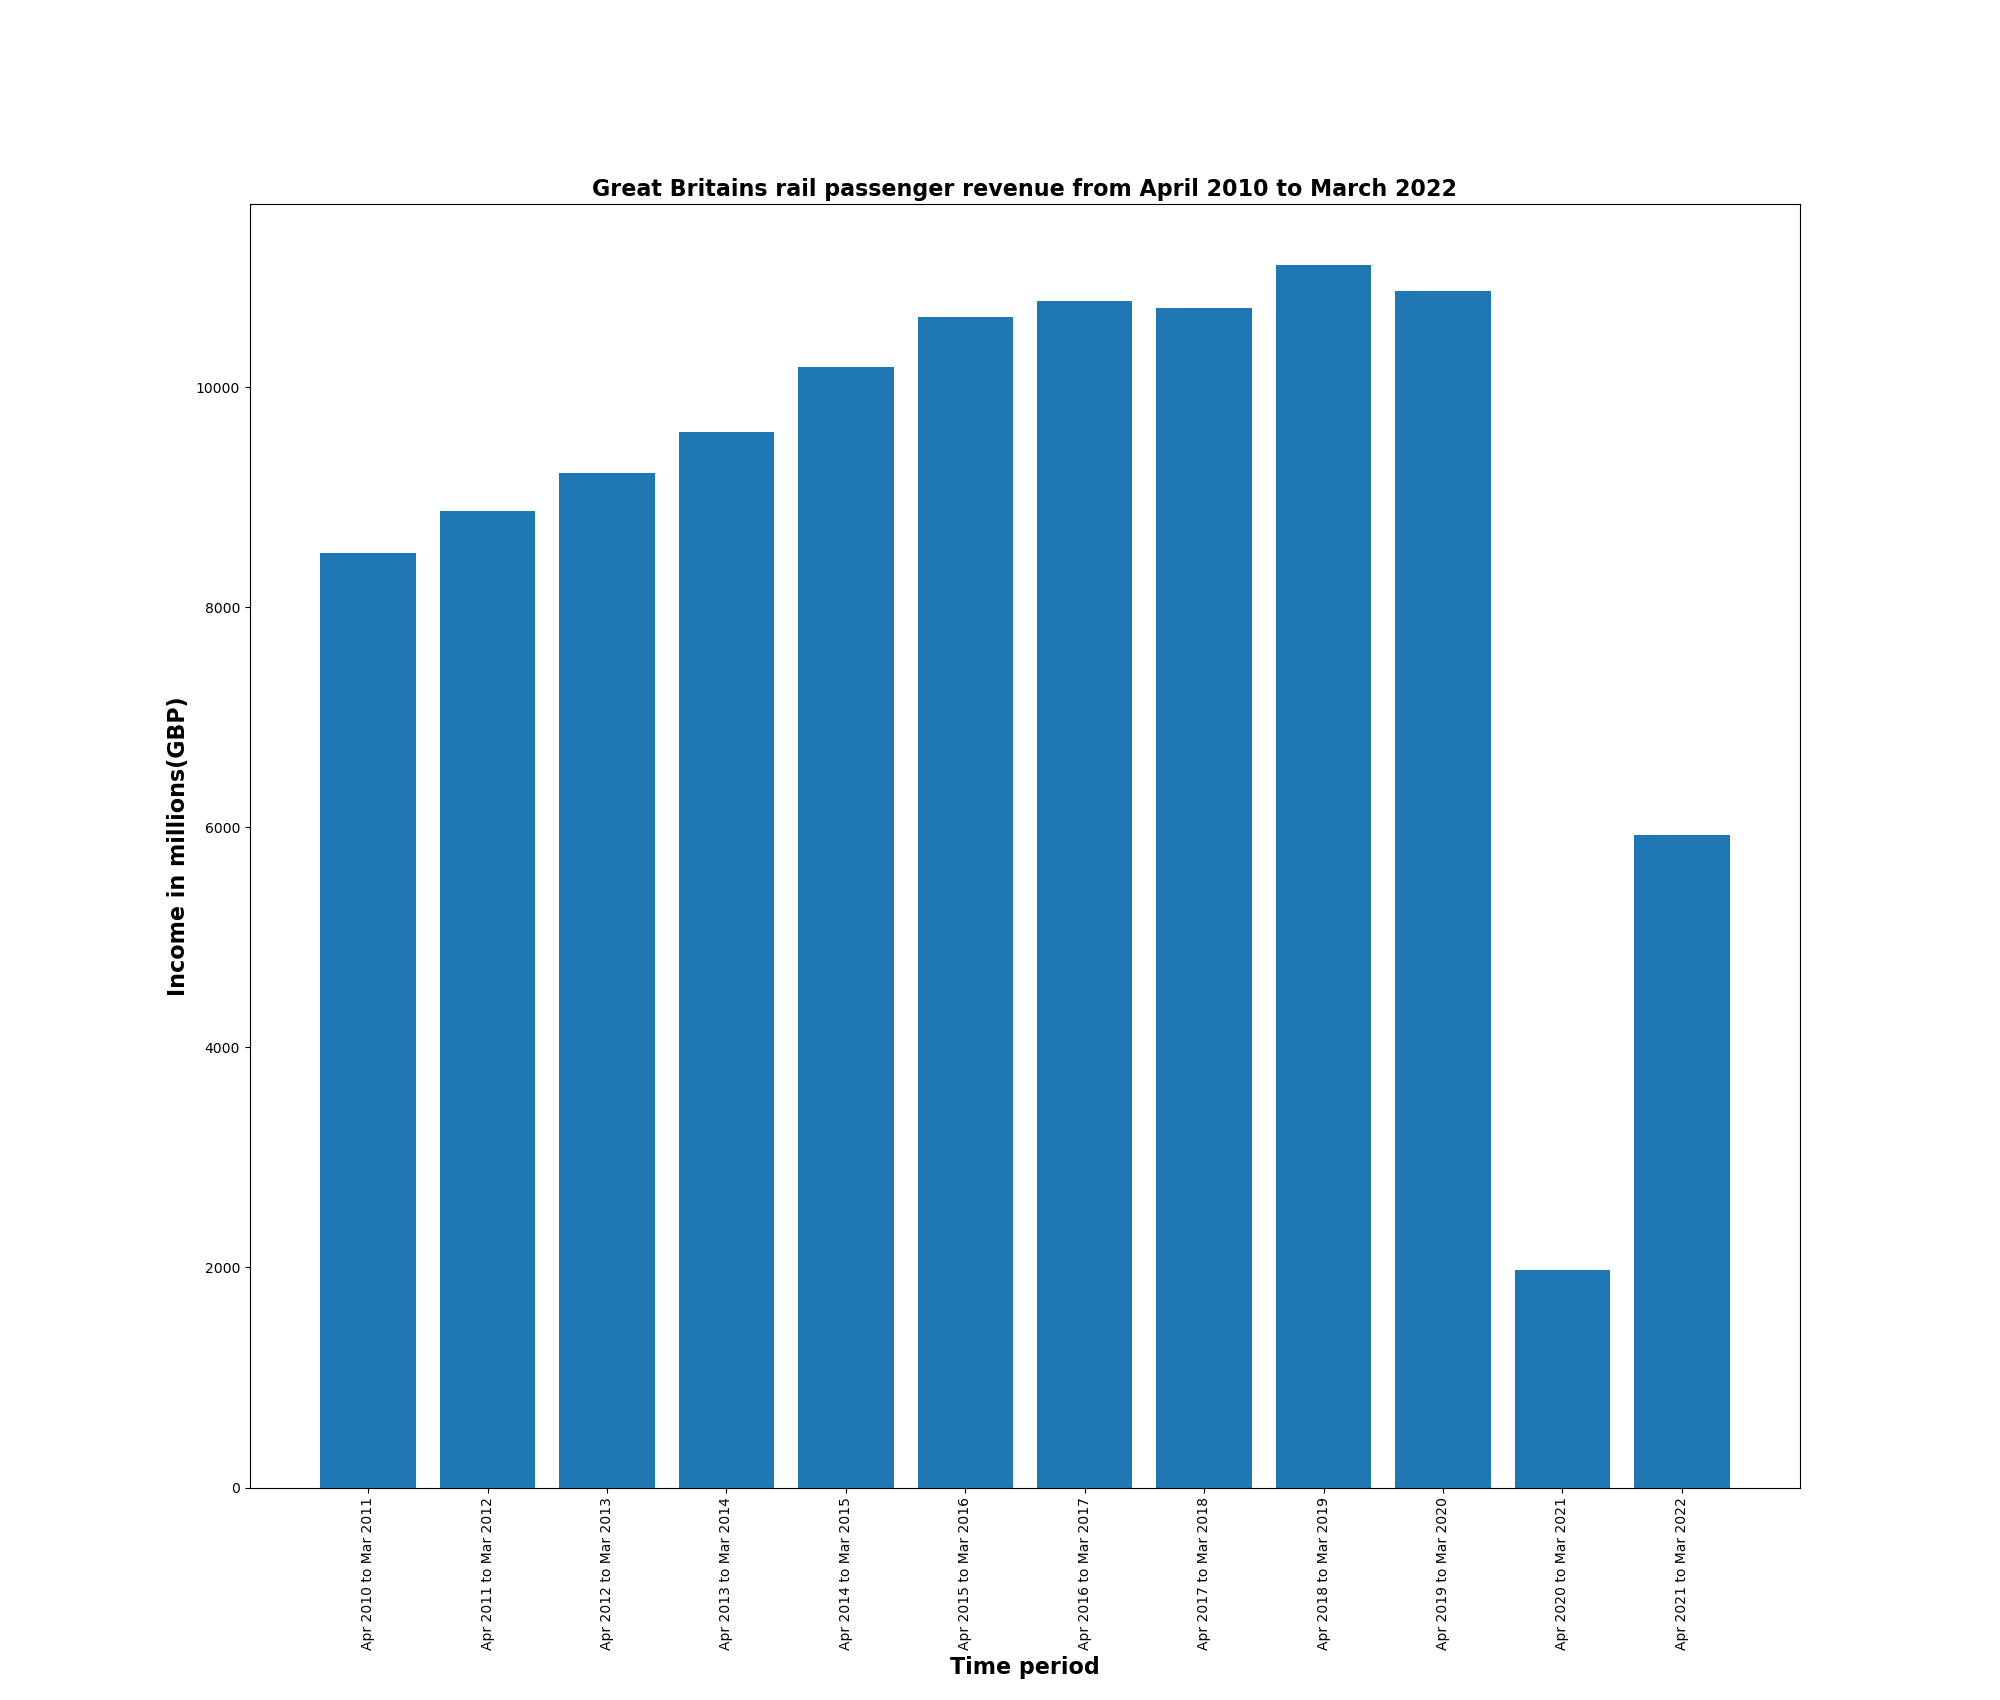 Great Britains rail passenger revenue from April 2010 to March 2022
Income in millions(GBP)
10000
8000
6000
4000
2000
0
Apr 2010 to Mar 2011
Apr 2011 to Mar 2012
Apr 2012 to Mar 2013
Apr 2013 to Mar 2014
Apr 2014 to Mar 2015
Apr 2015 to Mar 2016
Apr 2016 to Mar 2017
Apr 2017 to Mar 2018
Apr 2018 to Mar 2019
Apr 2019 to Mar 2020
Apr 2020 to Mar 2021
Apr 2021 to Mar 2022
Time period